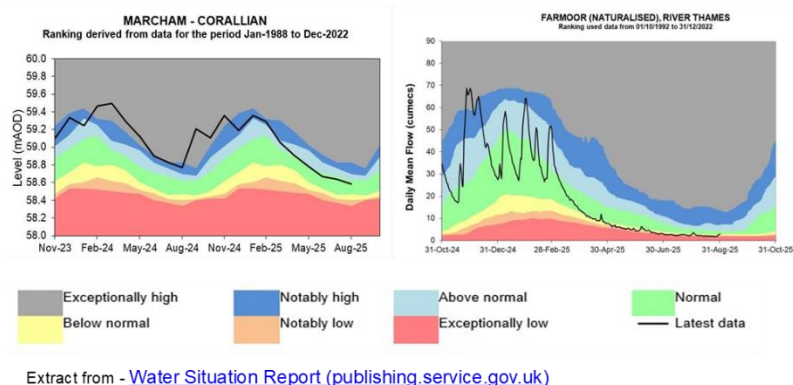 MARCHAM - CORALLIAN
Ranking derived from data for the period Jan-1988 to Dec-2022
Level (mAOD)
60.0
59.8
59.6
59.4
59.2
59.0
58.8
58.6
58.4
58.2
58.0
Nov-23 Feb-24 May-24 Aug-24 Nov-24 Feb-25 May-25 Aug-25
FARMOOR (NATURALISED), RIVER THAMES
Ranking used data from 01/10/1992 to 31/12/2022
Daily Mean Flow (cumecs)
90
80
70
60
50
40
30
20
10
0
31-Oct-24 31-Dec-24 28-Feb-25 30-Apr-25 30-Jun-25 31-Aug-25 31-Oct-25
Exceptionally high Notably high Above normal Normal
Below normal Notably low Exceptionally low Latest data
Extract from - Water Situation Report (publishing.service.gov.uk)